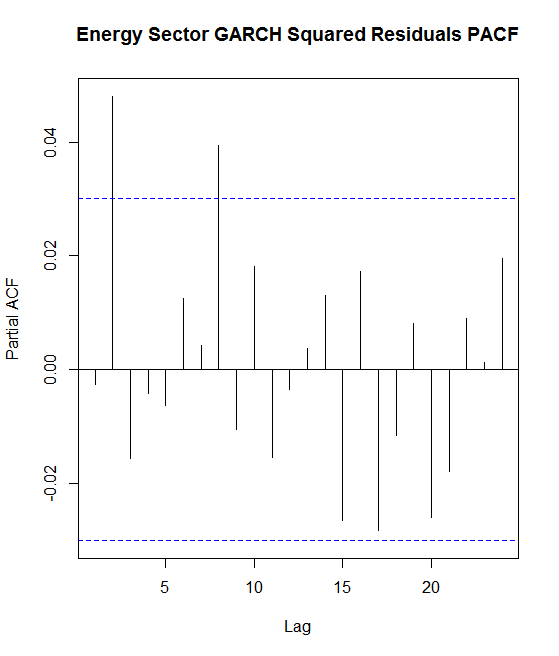 Energy Sector GARCH Squared Residuals PACF
Partial ACF
0.04
0.02
0.00
-0.02
5 10 15 20
Lag